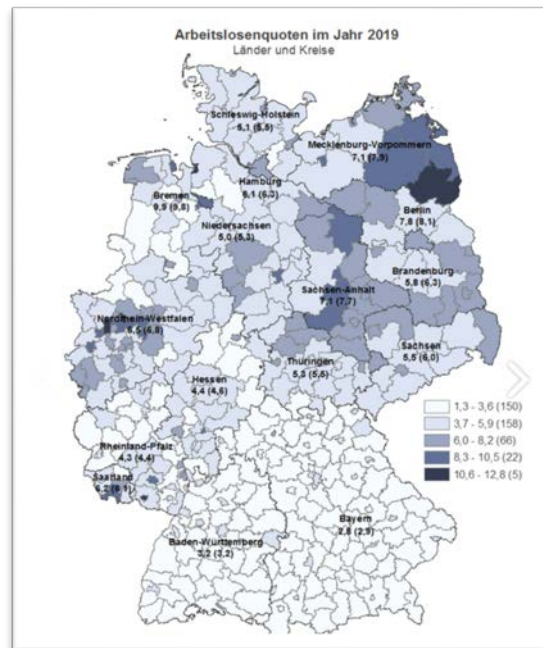 Arbeitslosenquoten im Jahr 2019
Länder und Kreise
Schleswig-Holstein
5,1 (5,5)
Mecklenburg-Vorpommern
7,1 (7,9)
Hamburg
6,1 (6,3)
Bremen
9,9 (9,8)
Berlin
7,8 (8,1)
Niedersachsen
5,0 (5,3)
Brandenburg
5,8 (6,3)
Sachsen-Anhalt
7,1 (7,7)
Nordrhein-Westfalen
6,5 (6,8)
Sachsen
5,5 (6,0)
Thüringen
5,3 (5,5)
Hessen
4,4 (4,6)
1,3 - 3,6 (150)
3,7 - 5,9 (158)
6,0 - 8,2 (66)
8,3 - 10,5 (22)
10,6 - 12,8 (5)
Rheinland-Pfalz
4,3 (4,4)
Saarland
6,2 (6,1)
Bayern
2,8 (2,9)
Baden-Württemberg
3,2 (3,2)